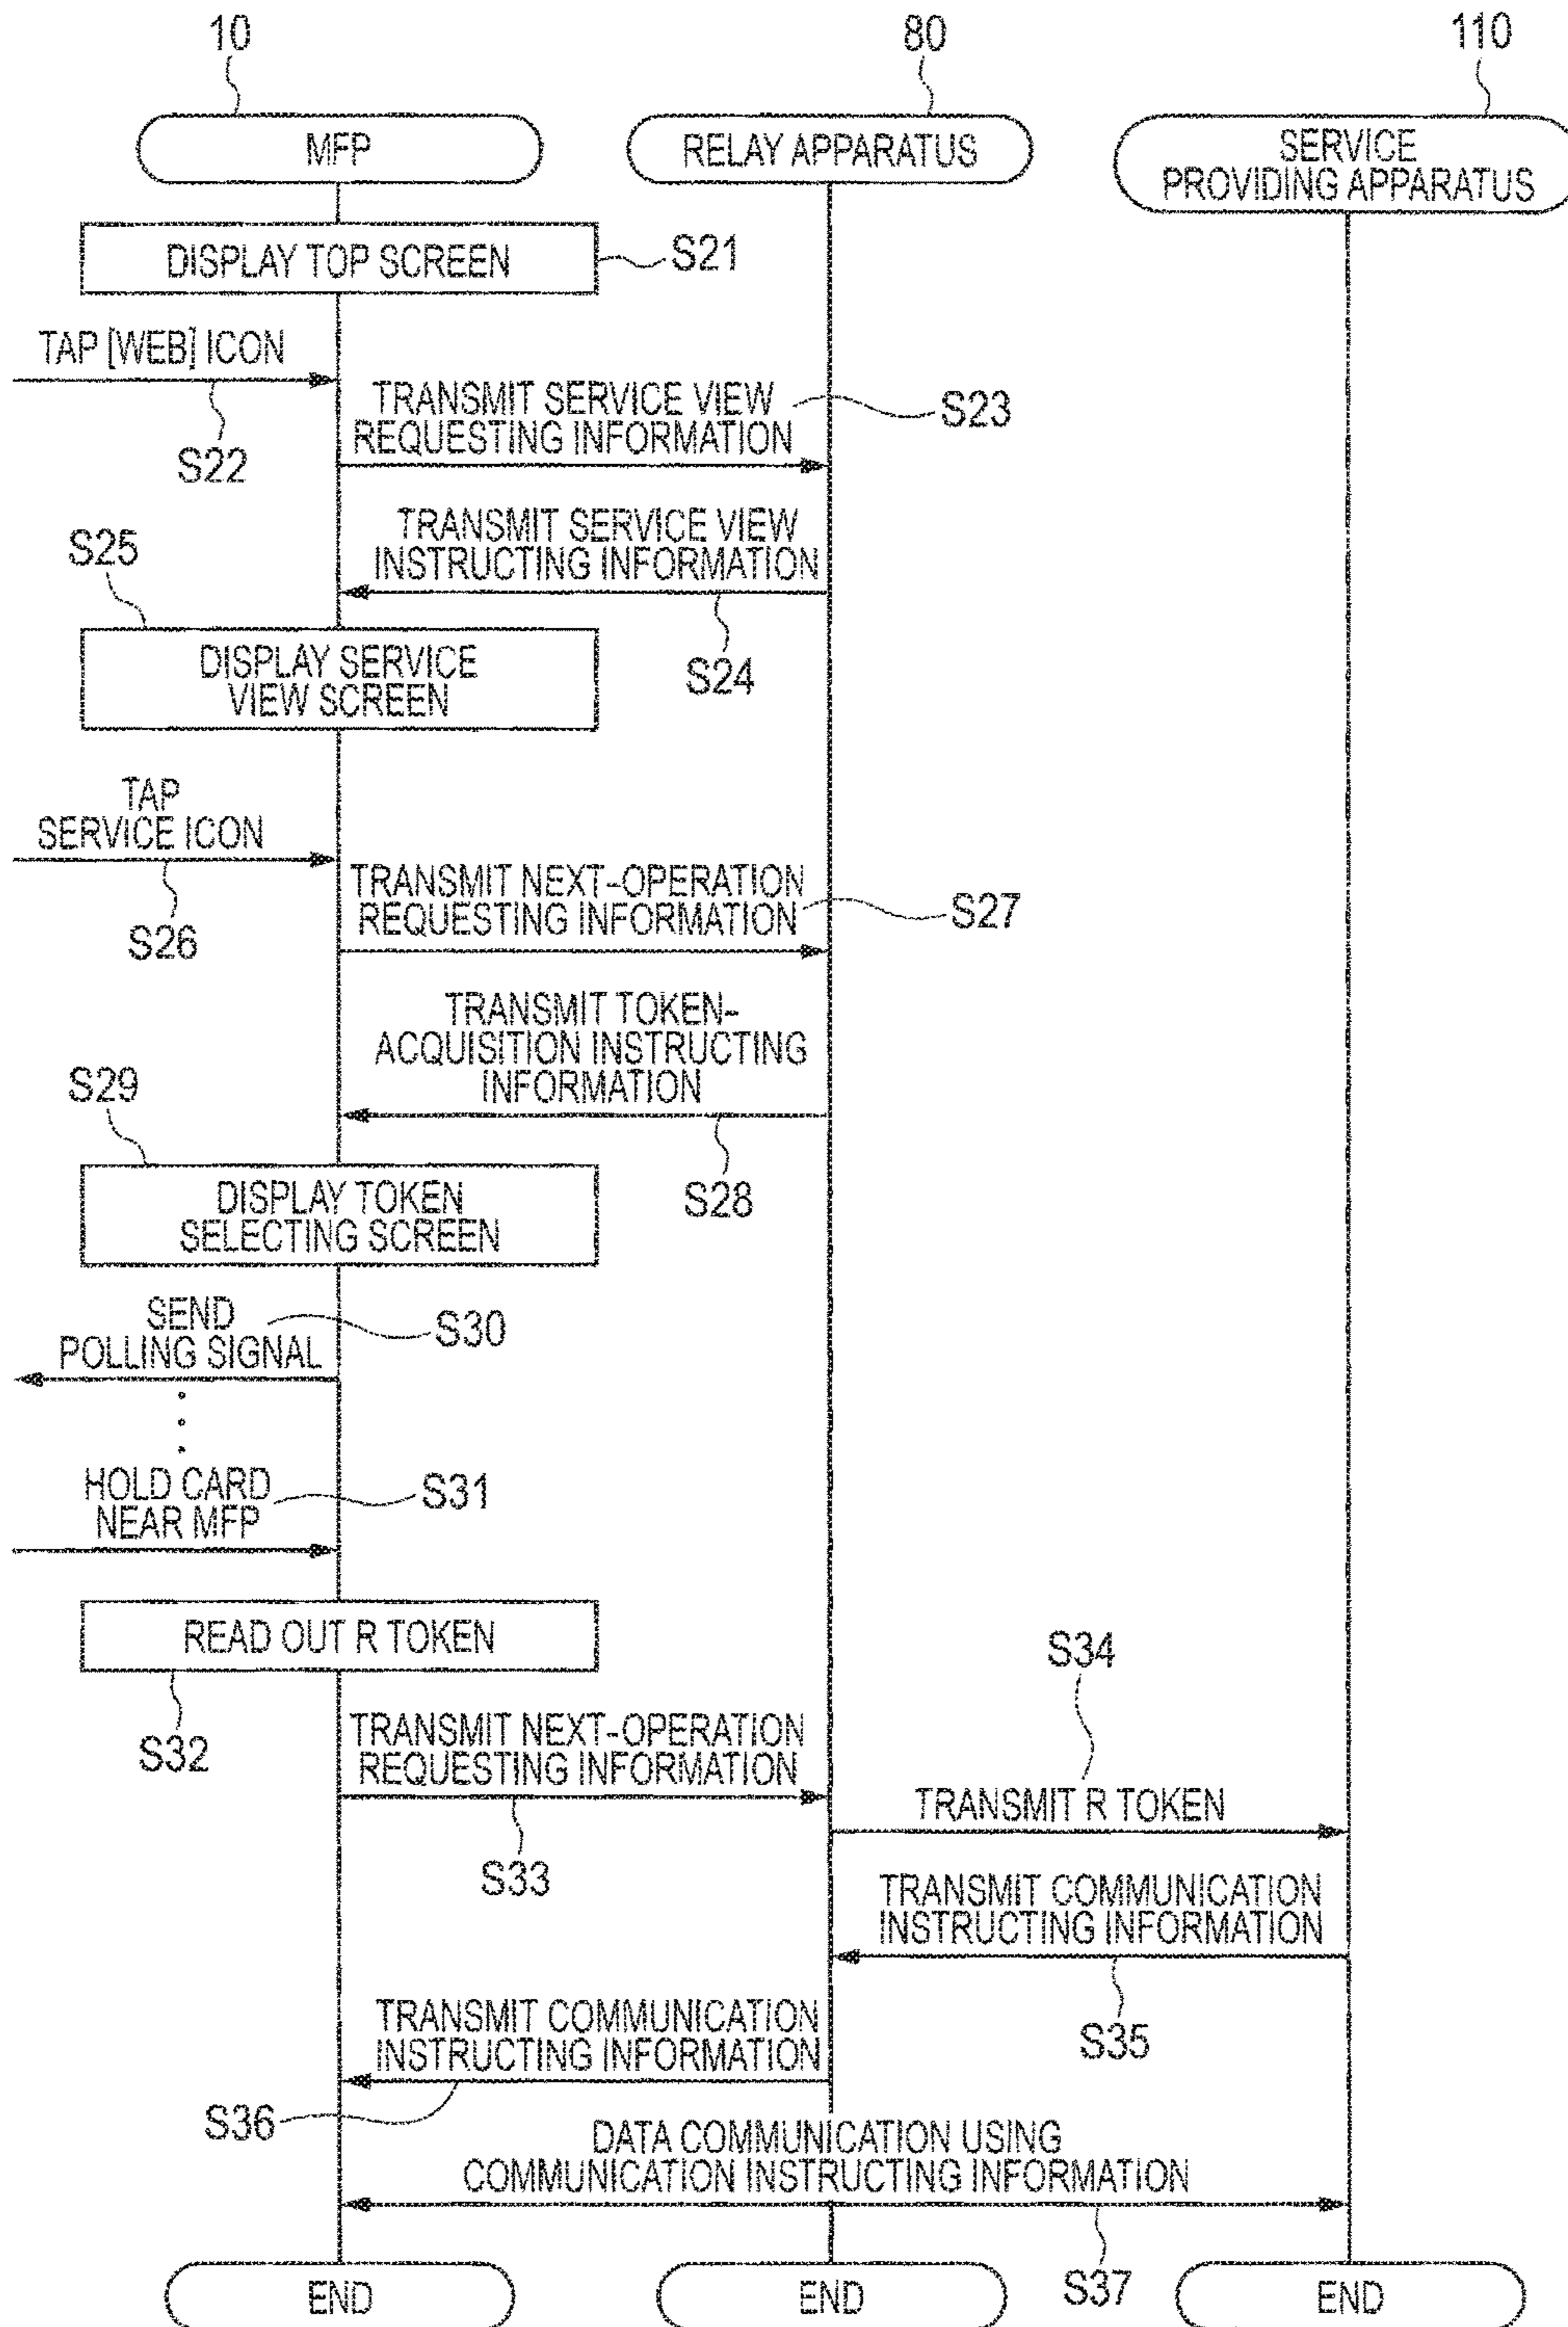 10
80
110
MFP
RELAY APPARATUS
SERVICE
PROVIDING APPARATUS
DISPLAY TOP SCREEN
S21
TAP [WEB] ICON
S22
TRANSMIT SERVICE VIEW
REQUESTING INFORMATION
S23
TRANSMIT SERVICE VIEW
INSTRUCTING INFORMATION
S24
S25
DISPLAY SERVICE
VIEW SCREEN
TAP
SERVICE ICON
S26
TRANSMIT NEXT-OPERATION
REQUESTING INFORMATION
S27
TRANSMIT TOKEN-
ACQUISITION INSTRUCTING
INFORMATION
S28
S29
DISPLAY TOKEN
SELECTING SCREEN
SEND
POLLING SIGNAL
S30
HOLD CARD
NEAR MFP
S31
READ OUT R TOKEN
S32
TRANSMIT NEXT-OPERATION
REQUESTING INFORMATION
S33
S34
TRANSMIT R TOKEN
TRANSMIT COMMUNICATION
INSTRUCTING INFORMATION
S35
TRANSMIT COMMUNICATION
INSTRUCTING INFORMATION
S36
DATA COMMUNICATION USING
COMMUNICATION INSTRUCTING INFORMATION
S37
END
END
END